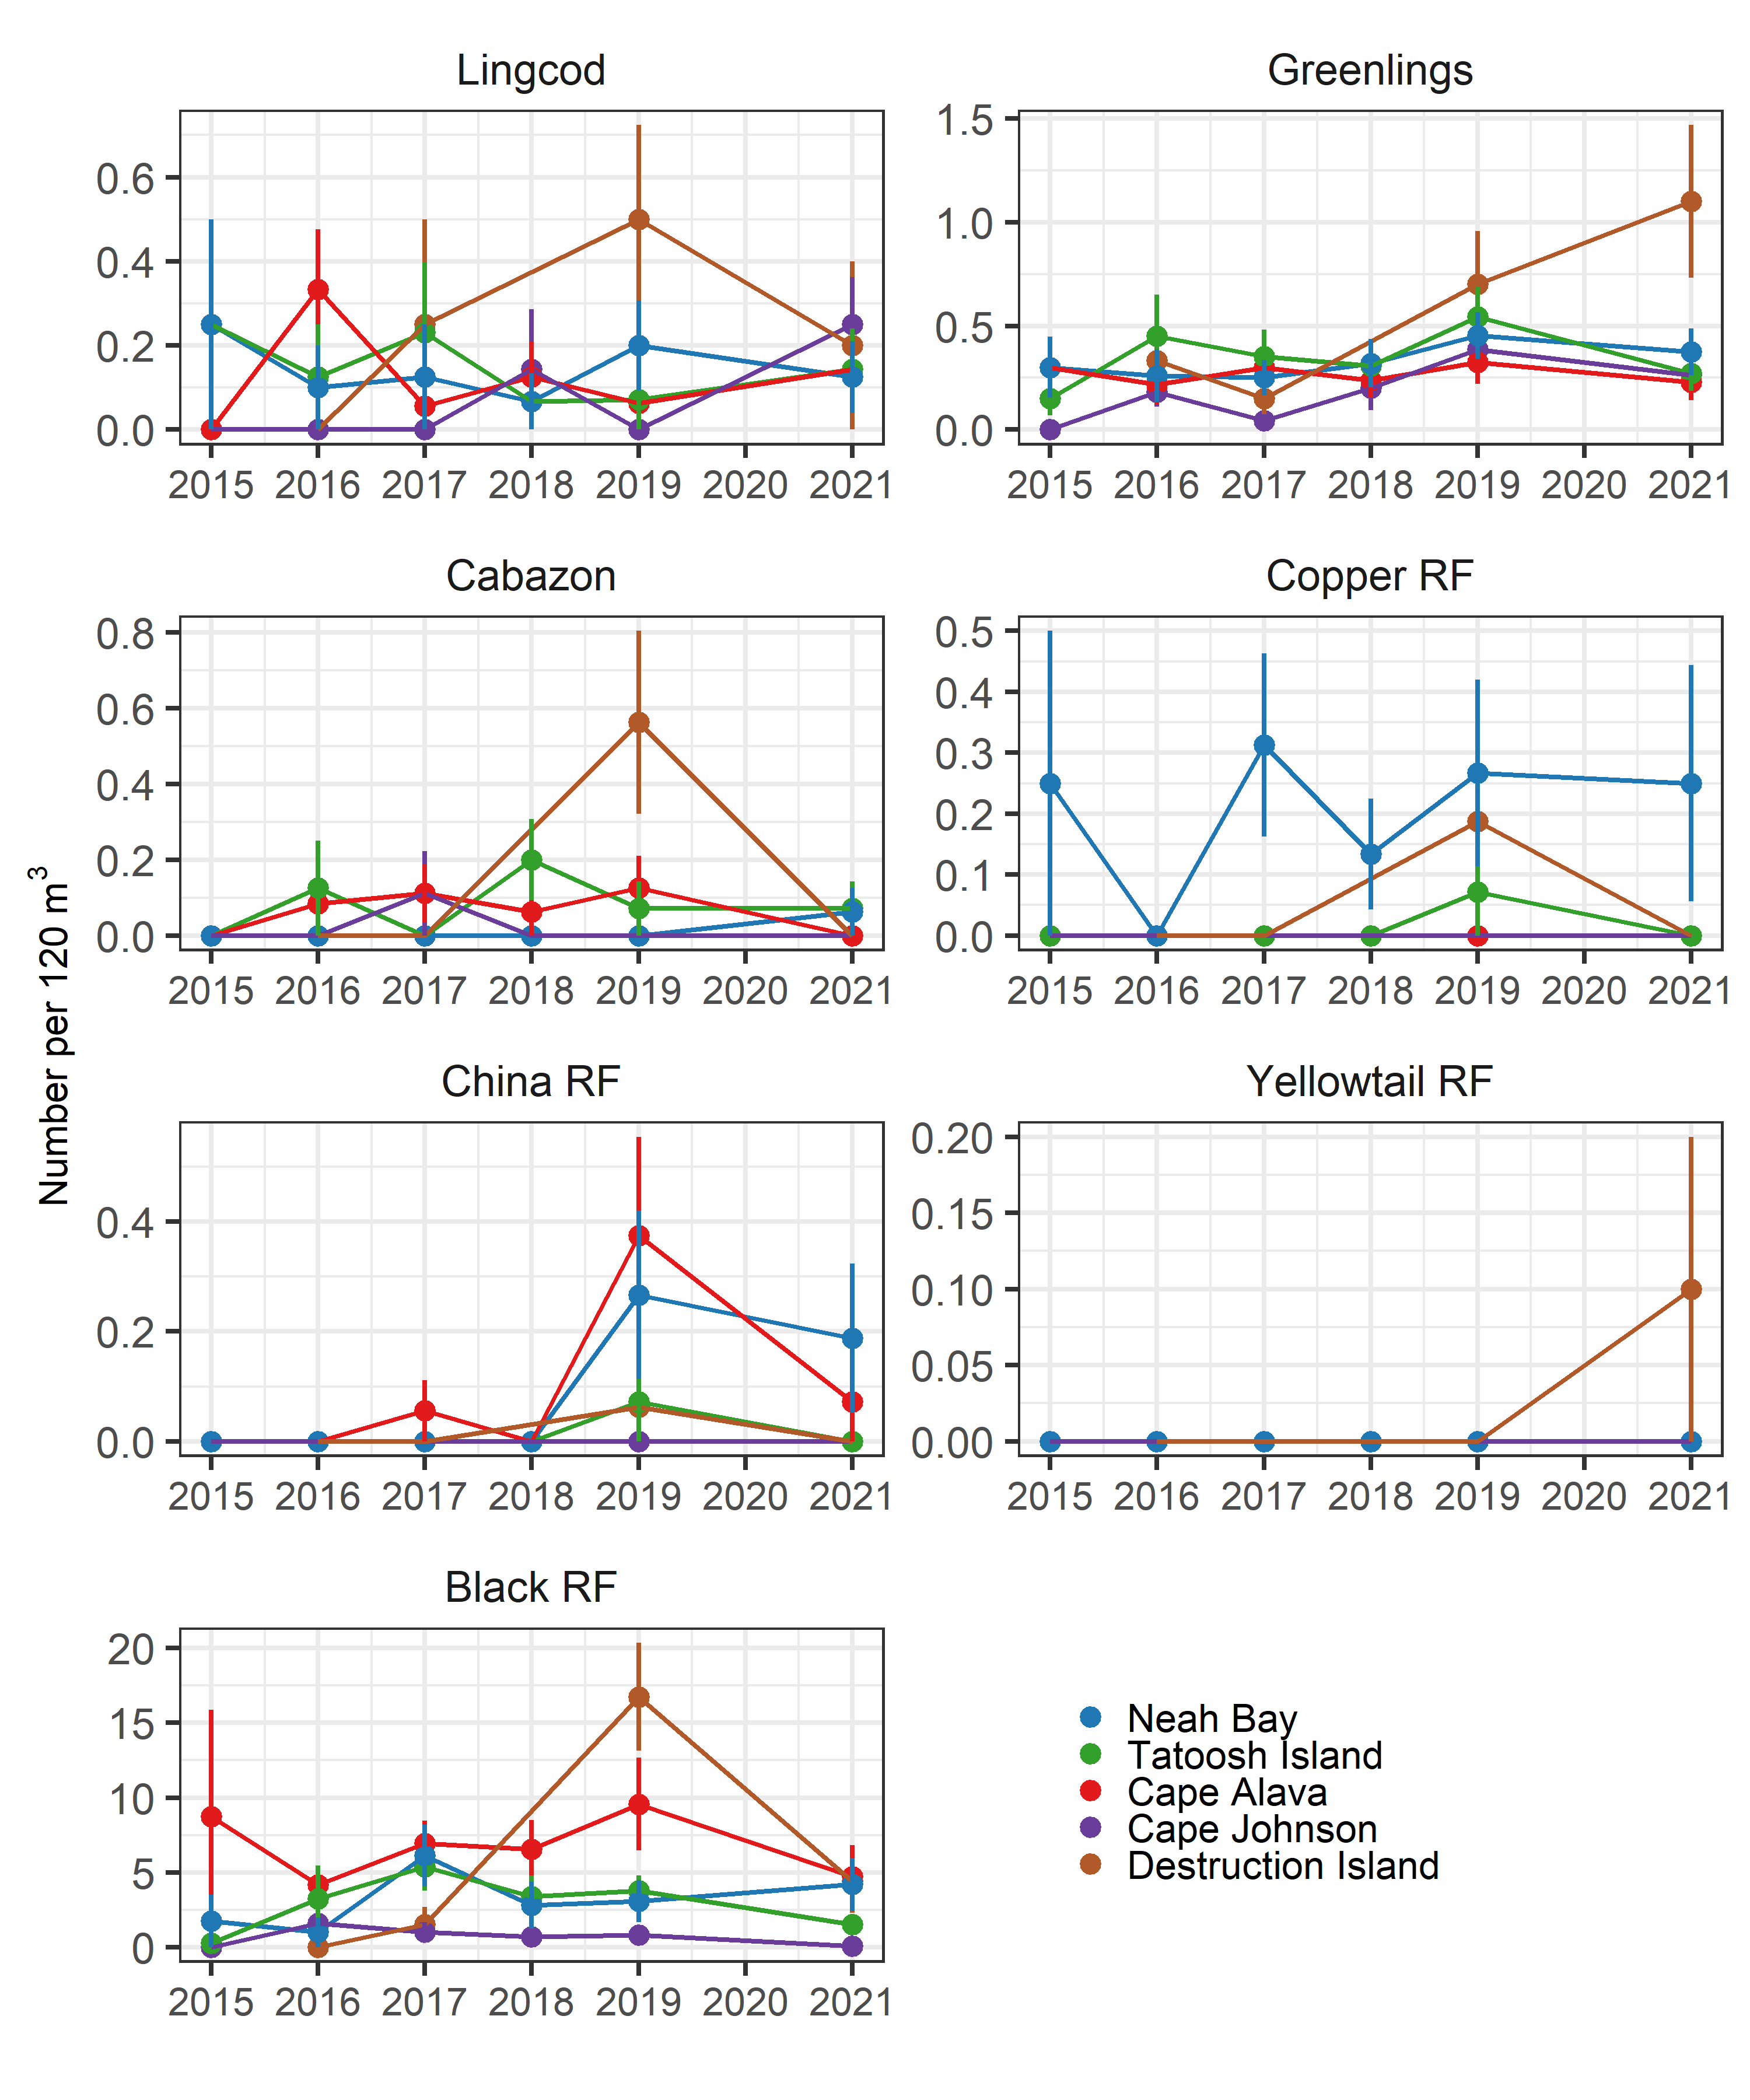 Lingcod
Greenlings
0.6
0.4
0.2
0.0
2015 2016 2017 2018 2019 2020 2021
1.5
1.0
0.5
0.0
2015 2016 2017 2018 2019 2020 2021
Cabazon
Copper RF
0.8
0.6
0.4
0.2
0.0
2015 2016 2017 2018 2019 2020 2021
0.5
0.4
0.3
0.2
0.1
0.0
2015 2016 2017 2018 2019 2020 2021
Number per 120 m³
China RF
Yellowtail RF
0.4
0.2
0.0
2015 2016 2017 2018 2019 2020 2021
0.20
0.15
0.10
0.05
0.00
2015 2016 2017 2018 2019 2020 2021
Black RF
20
15
10
5
0
2015 2016 2017 2018 2019 2020 2021
Neah Bay
Tatoosh Island
Cape Alava
Cape Johnson
Destruction Island